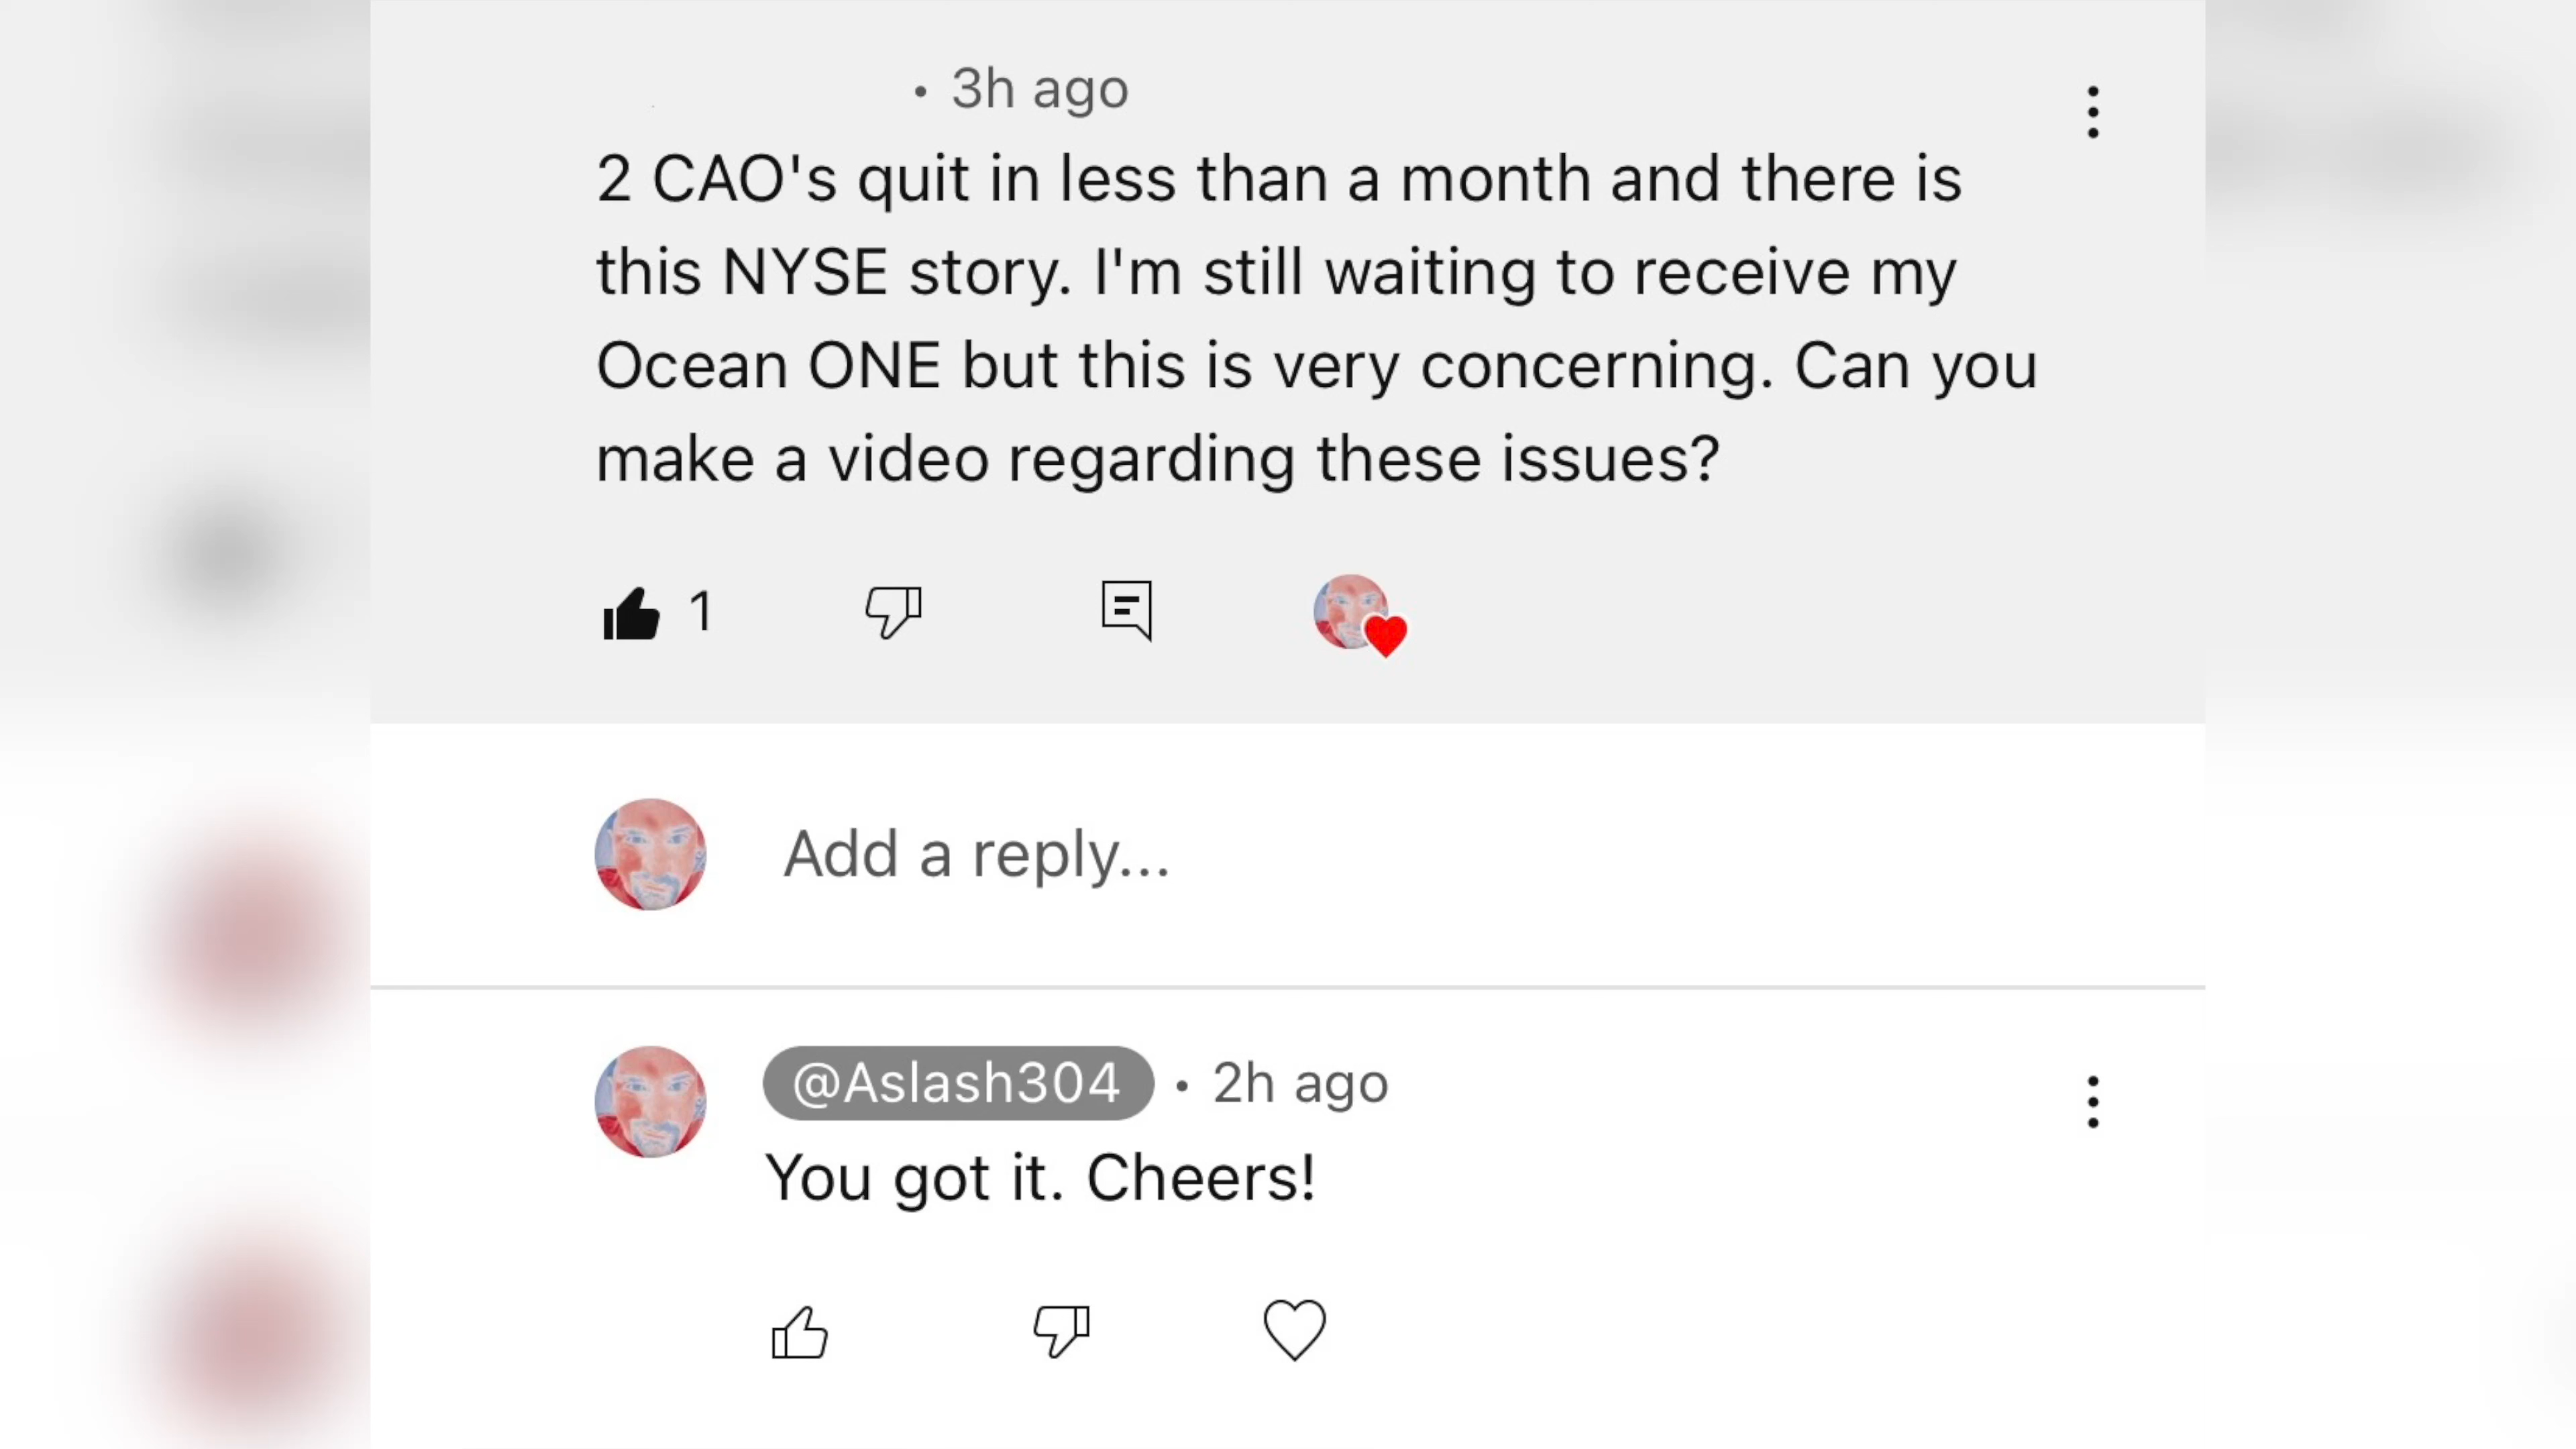 • 3h ago
2 CAO's quit in less than a month and there is
this NYSE story. I'm still waiting to receive my
Ocean ONE but this is very concerning. Can you
make a video regarding these issues?
1
Add a reply...
@Aslash304 • 2h ago
You got it. Cheers!